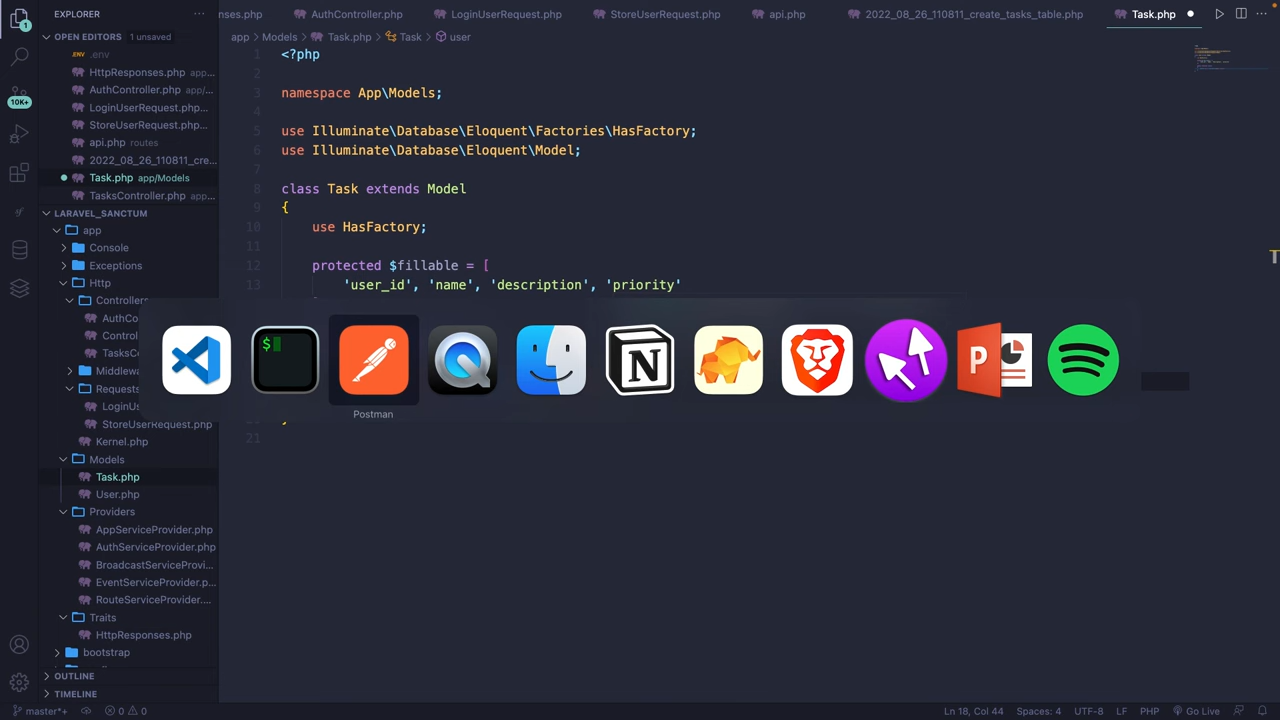 EXPLORER
OPEN EDITORS 1 unsaved
.ENV .env
HttpResponses.php app...
AuthController.php app/...
LoginUserRequest.php...
StoreUserRequest.php...
api.php routes
2022_08_26_110811_cre...
Task.php app/Models
TasksController.php app...
LARAVEL_SANCTUM
app
Console
Exceptions
Http
Controllers
AuthCo
Control
TasksC
Middlewa
Requests
LoginUs
StoreUserRequest.php
Kernel.php
Models
Task.php
User.php
Providers
AppServiceProvider.php
AuthServiceProvider.php
BroadcastServiceProvi...
EventServiceProvider.p...
RouteServiceProvider....
Traits
HttpResponses.php
bootstrap
OUTLINE
TIMELINE
1
10K+
nses.php AuthController.php LoginUserRequest.php StoreUserRequest.php api.php 2022_08_26_110811_create_tasks_table.php Task.php
app > Models > Task.php > Task > user
1 <?php
2
3 namespace App\Models;
4
5 use Illuminate\Database\Eloquent\Factories\HasFactory;
6 use Illuminate\Database\Eloquent\Model;
7
8 class Task extends Model
9 {
10 use HasFactory;
11
12 protected $fillable = [
13 'user_id', 'name', 'description', 'priority'
21
$
N
P
Postman
master*+ 0 0 Ln 18, Col 44 Spaces: 4 UTF-8 LF PHP Go Live